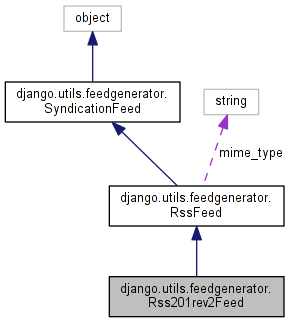 object
django.utils.feedgenerator.
SyndicationFeed
string
mime_type
django.utils.feedgenerator.
RssFeed
django.utils.feedgenerator.
Rss201rev2Feed